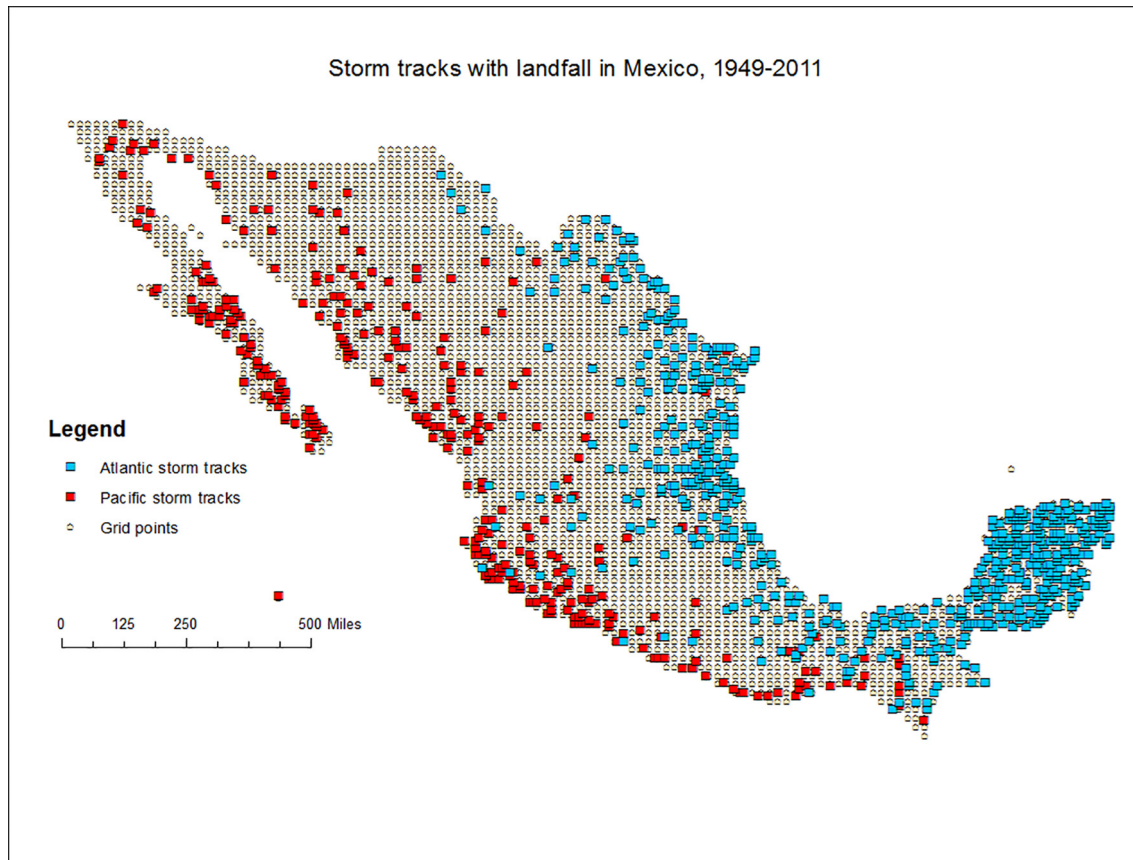 Storm tracks with landfall in Mexico, 1949-2011
Legend
Atlantic storm tracks
Pacific storm tracks
Grid points
0 125 250 500 Miles